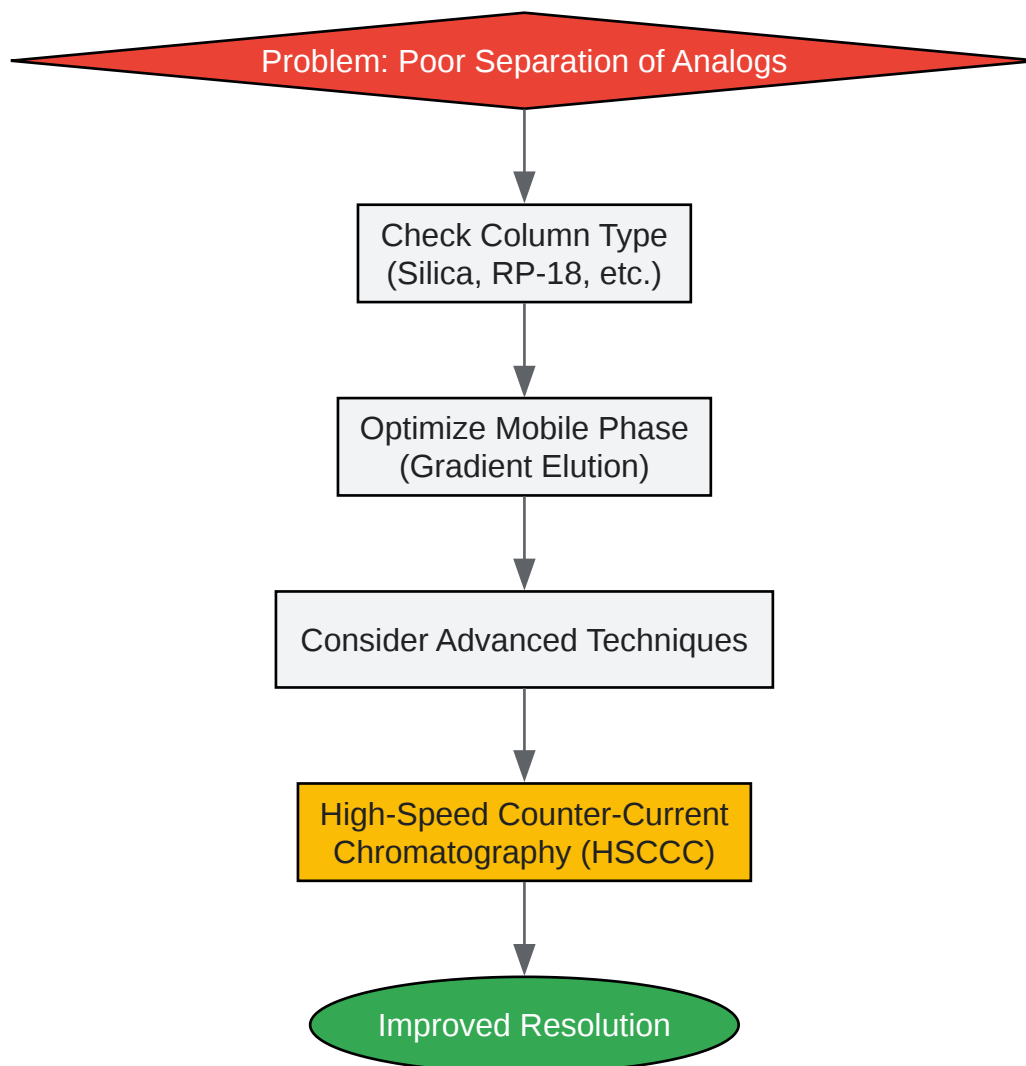 Problem: Poor Separation of Analogs
Check Column Type
(Silica, RP-18, etc.)
Optimize Mobile Phase
(Gradient Elution)
Consider Advanced Techniques
High-Speed Counter-Current
Chromatography (HSCCC)
Improved Resolution